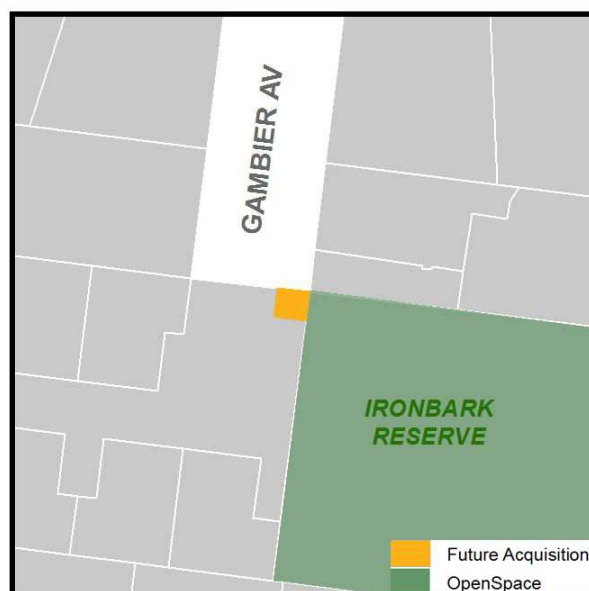 GAMBIER AV
IRONBARK
RESERVE
Future Acquisition
OpenSpace